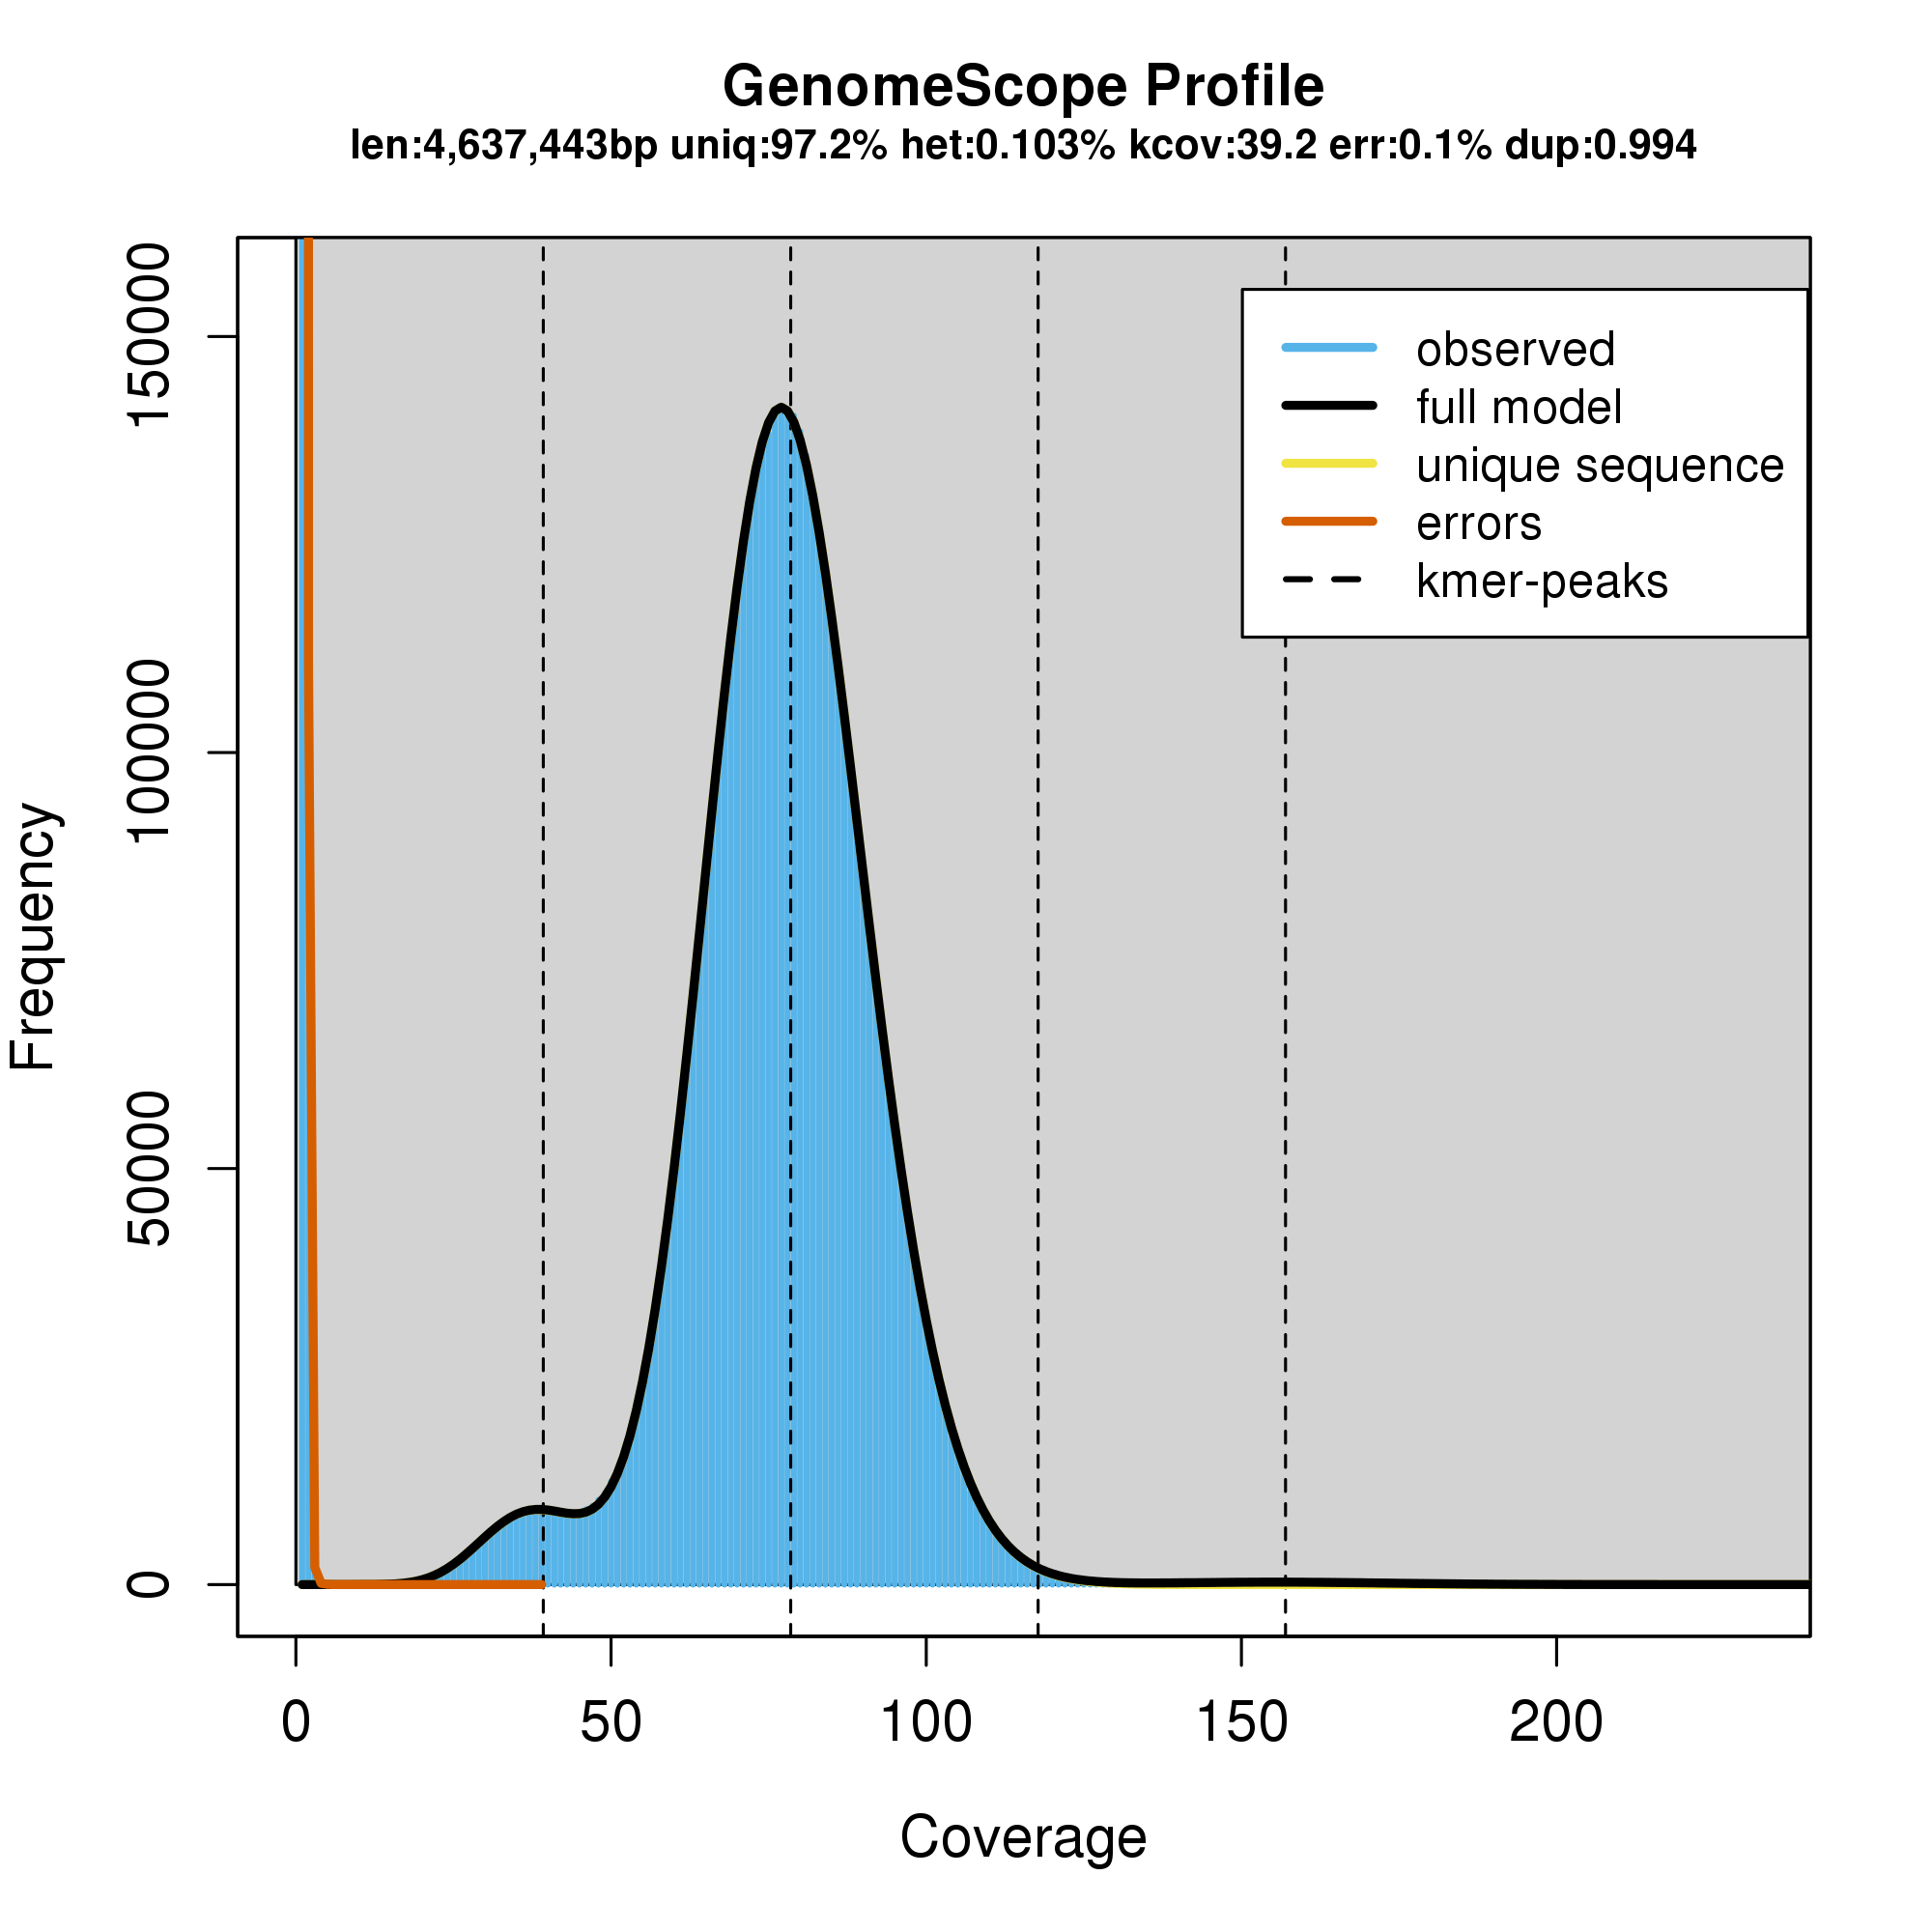 GenomeScope Profile
len:4,637,443bp uniq:97.2% het:0.103% kcov:39.2 err:0.1% dup:0.994
observed
full model
unique sequence
errors
kmer-peaks
Frequency
150000
100000
50000
0
0 50 100 150 200
Coverage